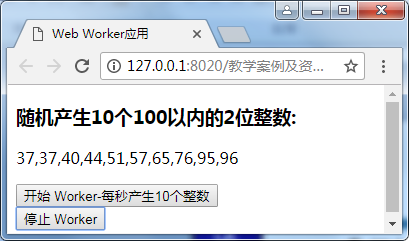 Web Worker应用
127.0.0.1:8020/教学案例及资...
随机产生10个100以内的2位整数:
37,37,40,44,51,57,65,76,95,96
开始 Worker-每秒产生10个整数
停止 Worker